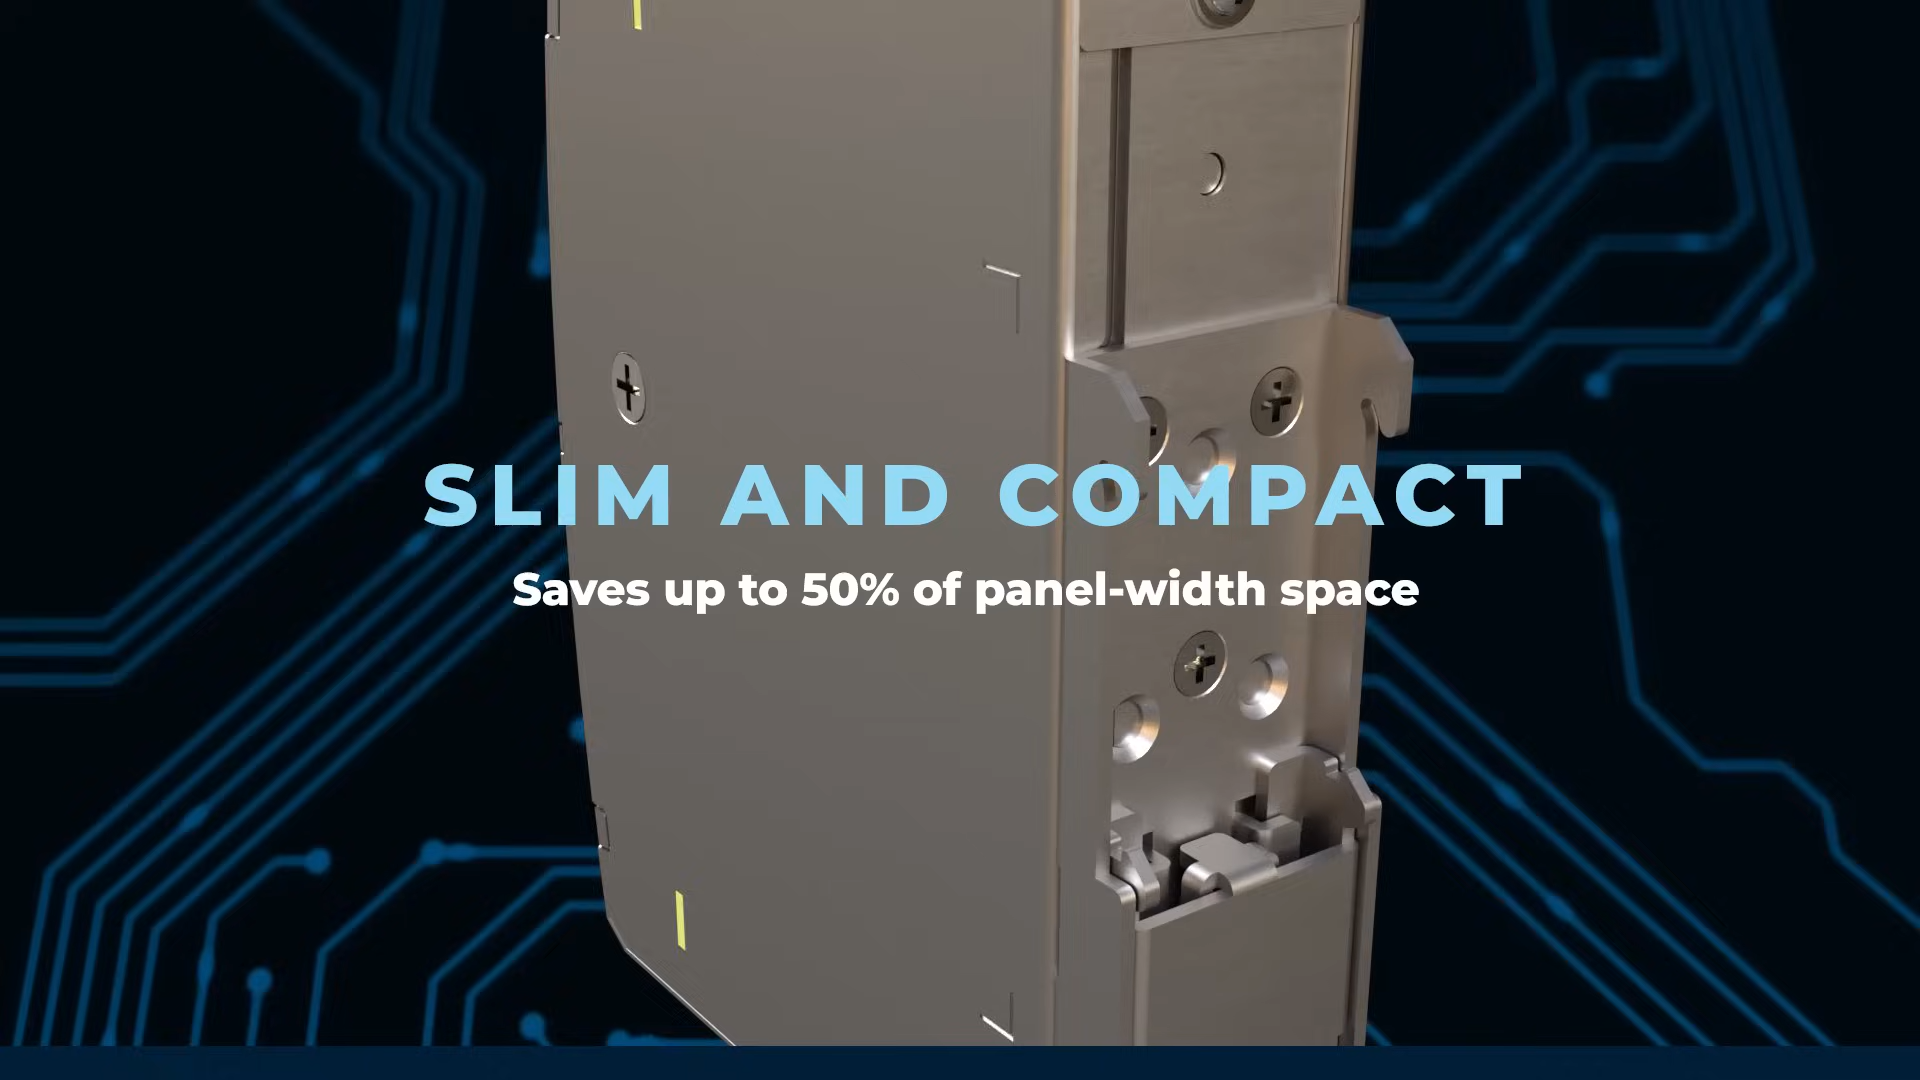 SLIM AND COMPACT
Saves up to 50% of panel-width space